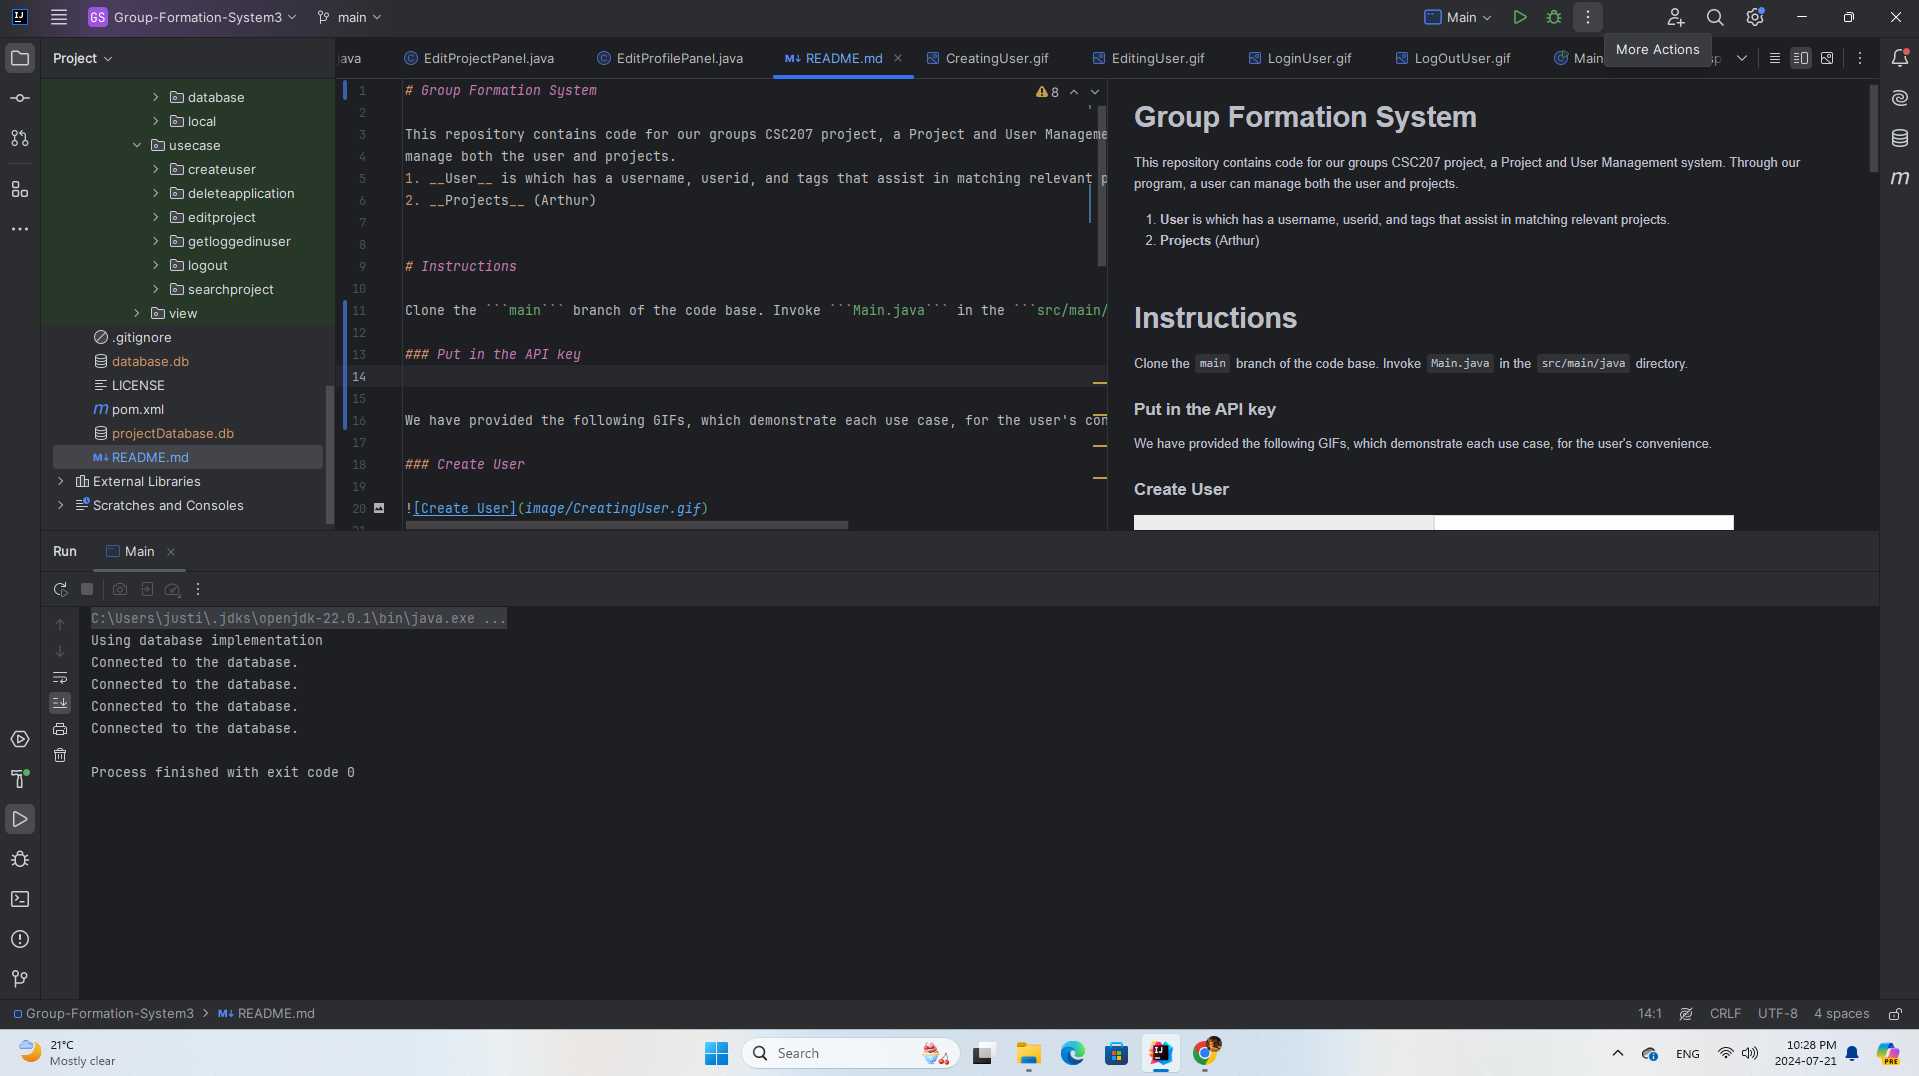 GS Group-Formation-System3
main
Main
More Actions
Project
java
EditProjectPanel.java
EditProfilePanel.java
M↓ README.md
CreatingUser.gif
EditingUser.gif
LoginUser.gif
LogOutUser.gif
Main
sp
database
local
usecase
createuser
deleteapplication
editproject
getloggedinuser
logout
searchproject
view
.gitignore
database.db
LICENSE
m pom.xml
projectDatabase.db
M↓ README.md
External Libraries
Scratches and Consoles
8
1 # Group Formation System
2
3 This repository contains code for our groups CSC207 project, a Project and User Manageme
4 manage both the user and projects.
5 1. __User__ is which has a username, userid, and tags that assist in matching relevant p
6 2. __Projects__ (Arthur)
7
8
9 # Instructions
10
11 Clone the ```main``` branch of the code base. Invoke ```Main.java``` in the ```src/main/
12
13 ### Put in the API key
14
15
16 We have provided the following GIFs, which demonstrate each use case, for the user's con
17
18 ### Create User
19
20 ![Create User](image/CreatingUser.gif)
21
Group Formation System
This repository contains code for our groups CSC207 project, a Project and User Management system. Through our
program, a user can manage both the user and projects.
1. User is which has a username, userid, and tags that assist in matching relevant projects.
2. Projects (Arthur)
Instructions
Clone the main branch of the code base. Invoke Main.java in the src/main/java directory.
Put in the API key
We have provided the following GIFs, which demonstrate each use case, for the user's convenience.
Create User
m
Run
Main
C:\Users\justi\.jdks\openjdk-22.0.1\bin\java.exe ...
Using database implementation
Connected to the database.
Connected to the database.
Connected to the database.
Connected to the database.
Process finished with exit code 0
Group-Formation-System3 > M↓ README.md
14:1
CRLF
UTF-8
4 spaces
21°C
Mostly clear
Search
ENG
10:28 PM
2024-07-21
PRE